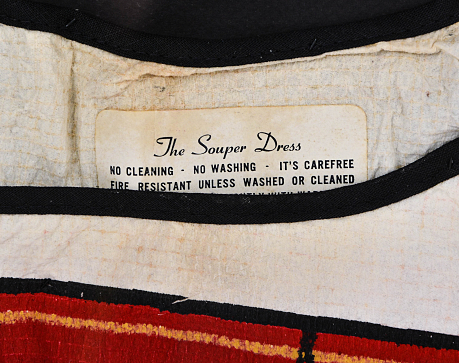 The Souper Dress
NO CLEANING - NO WASHING - IT'S CAREFREE
FIRE RESISTANT UNLESS WASHED OR CLEANED